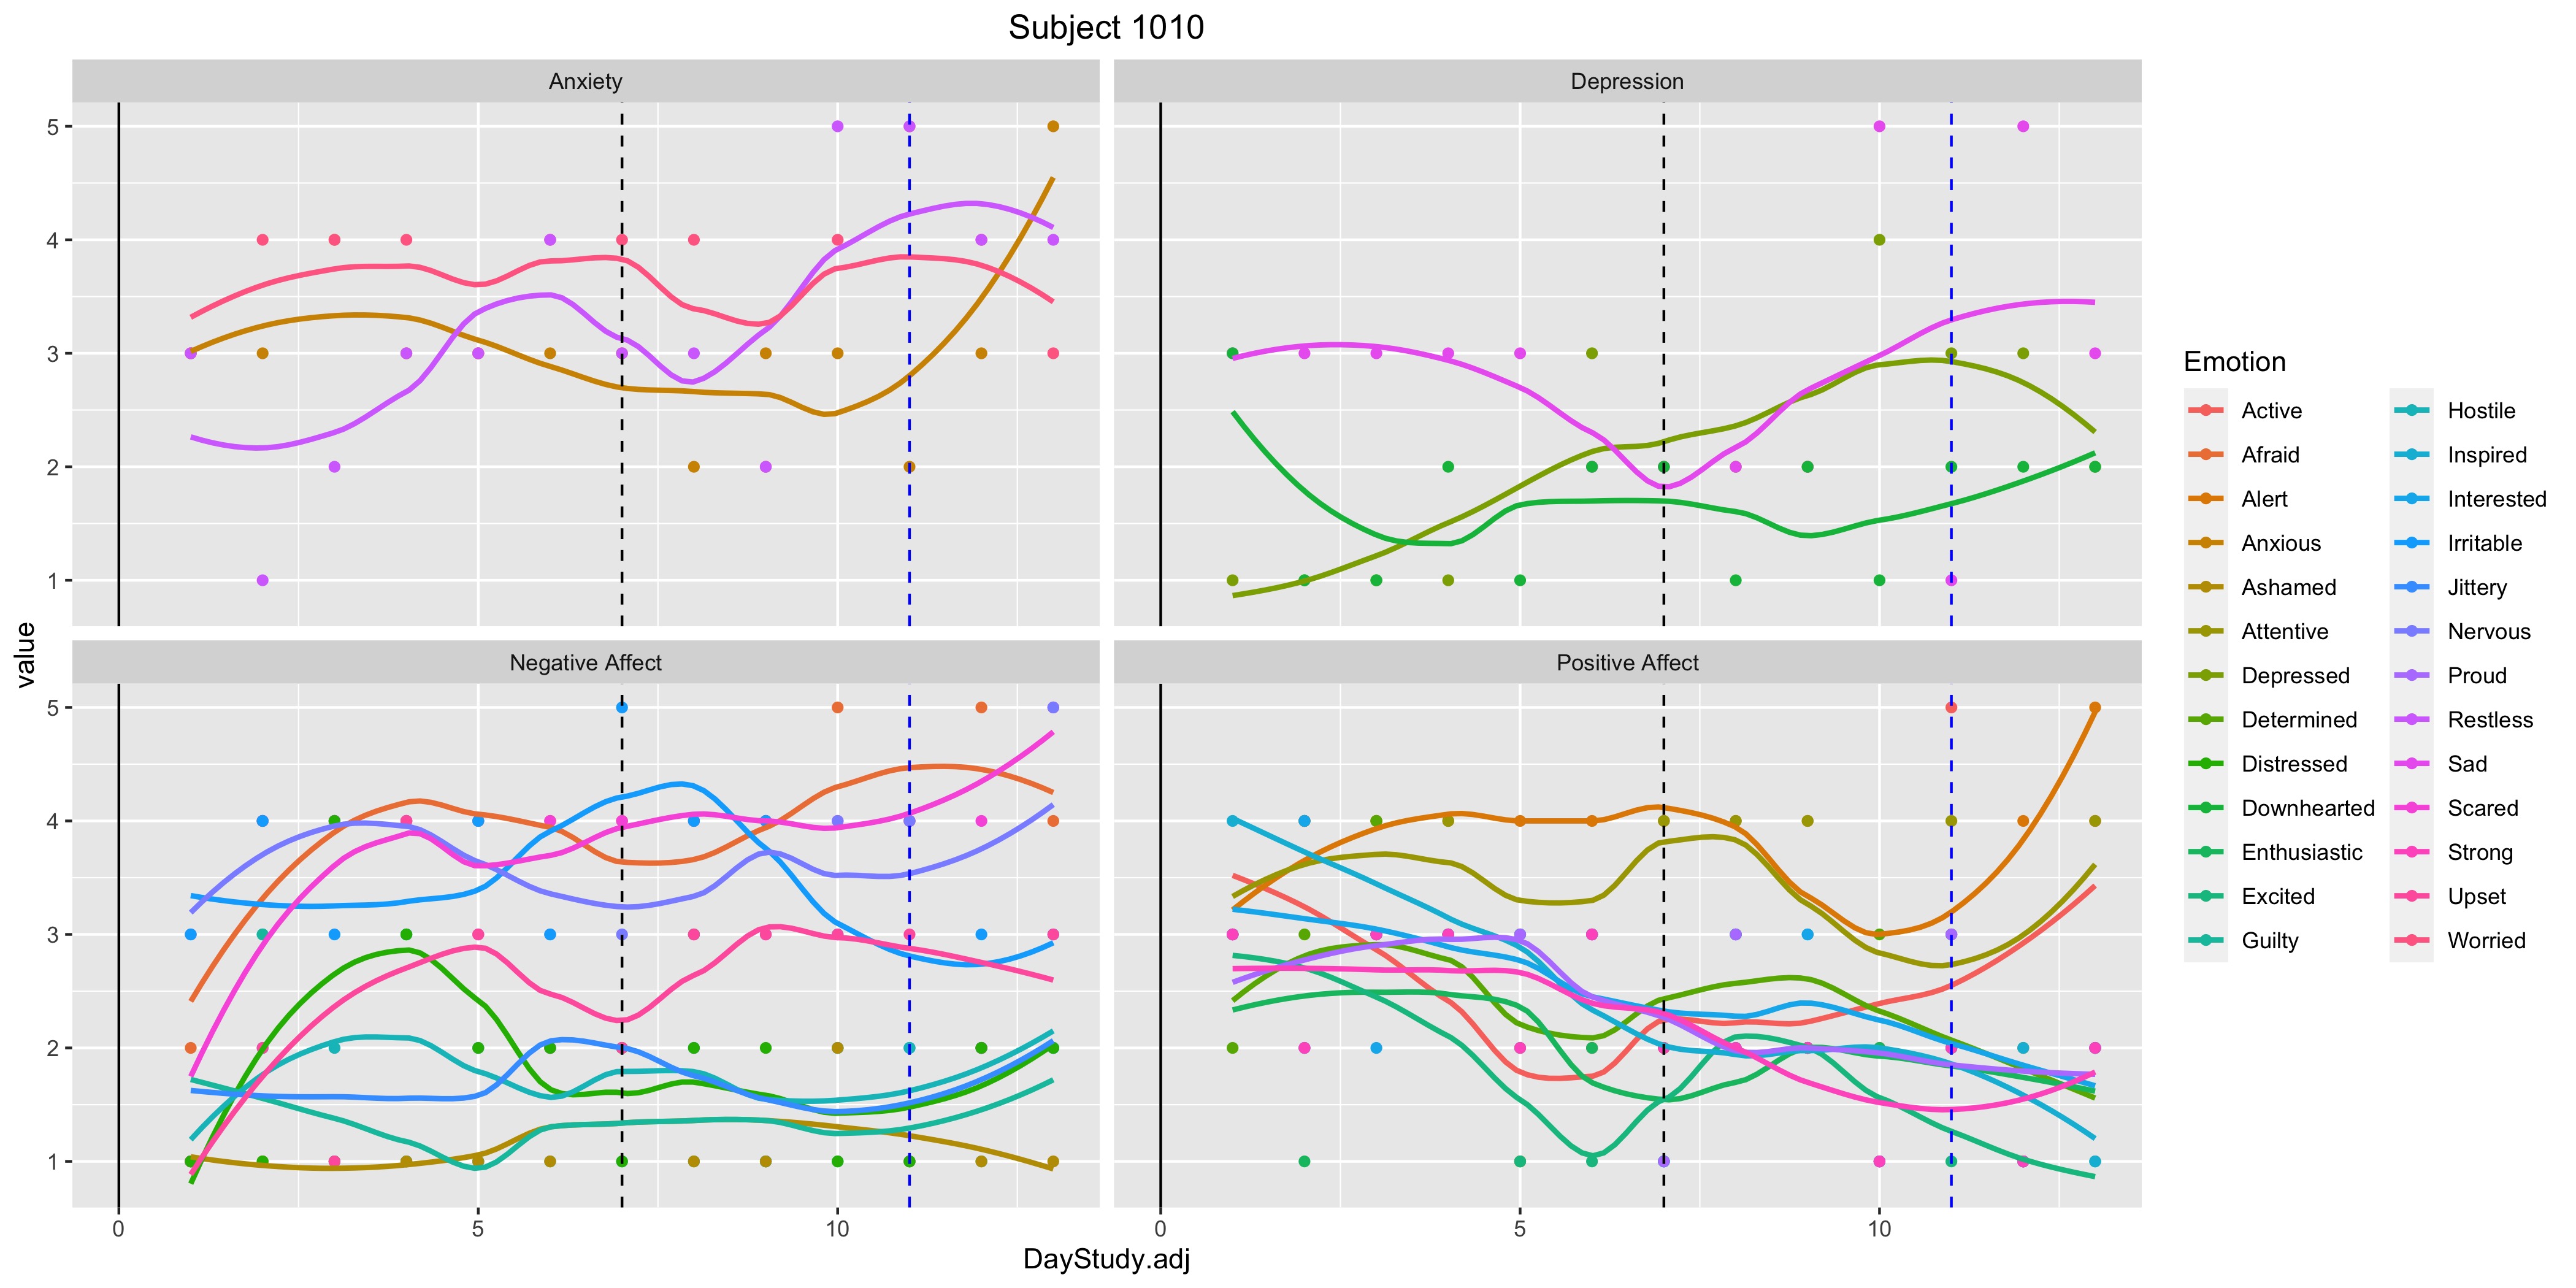 Subject 1010
Anxiety
Depression
5
4
3
2
1
value
Negative Affect
Positive Affect
5
4
3
2
1
0
5
10
0
5
10
DayStudy.adj
Emotion
Active
Afraid
Alert
Anxious
Ashamed
Attentive
Depressed
Determined
Distressed
Downhearted
Enthusiastic
Excited
Guilty
Hostile
Inspired
Interested
Irritable
Jittery
Nervous
Proud
Restless
Sad
Scared
Strong
Upset
Worried